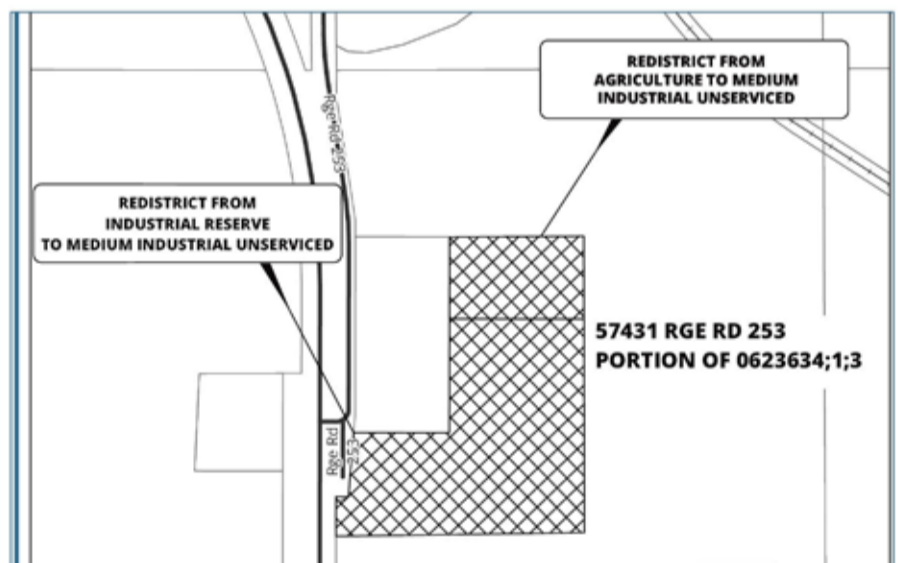 REDISTRICT FROM
AGRICULTURE TO MEDIUM
INDUSTRIAL UNSERVICED
Rge Rd 253
REDISTRICT FROM
INDUSTRIAL RESERVE
TO MEDIUM INDUSTRIAL UNSERVICED
57431 RGE RD 253
PORTION OF 0623634;1;3
Rge Rd
253